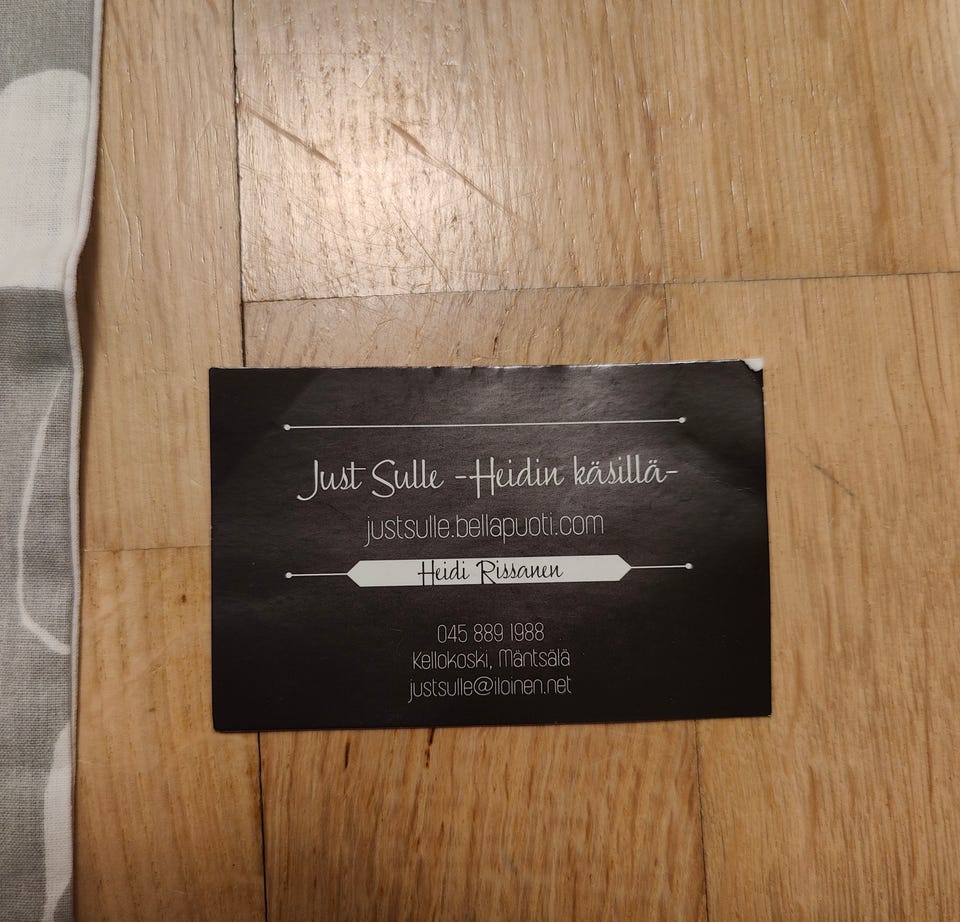 Just Sulle -Heidin käsillä-
justsulle.bellapuoti.com
Heidi Rissanen
045 889 1988
Kellokoski, Mäntsälä
justsulle@iloinen.net